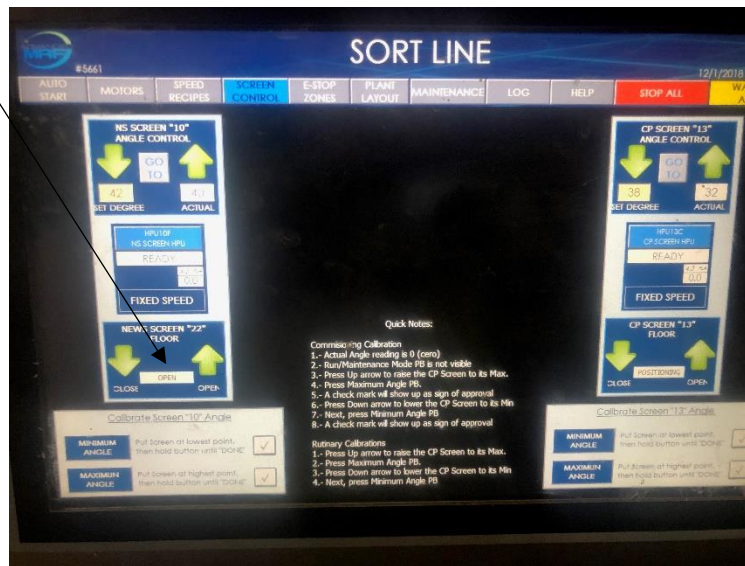 MRF
#5661
SORT LINE
12/1/2018
AUTO START
MOTORS
SPEED RECIPES
SCREEN CONTROL
E-STOP ZONES
PLANT LAYOUT
MAINTENANCE
LOG
HELP
STOP ALL
NS SCREEN "10"
ANGLE CONTROL
GO TO
42
SET DEGREE
ACTUAL
HPU10F
NS SCREEN HPU
READY
0.0
FIXED SPEED
NEWS SCREEN "22"
FLOOR
OPEN
CLOSE
OPEN
Calibrate Screen "10" Angle
MINIMUM ANGLE
Put Screen at lowest point,
then hold button until "DONE"
MAXIMUN ANGLE
Put Screen at highest point,
then hold button until "DONE"
Quick Notes:
Commisioning Calibration
1.- Actual Angle reading is 0 (cero)
2.- Run/Maintenance Mode PB is not visible
3.- Press Up arrow to raise the CP Screen to its Max.
4.- Press Maximum Angle PB.
5.- A check mark will show up as sign of approval
6.- Press Down arrow to lower the CP Screen to its Min
7.- Next, press Minimum Angle PB
8.- A check mark will show up as sign of approval
Rutinary Calibrations
1.- Press Up arrow to raise the CP Screen to its Max.
2.- Press Maximum Angle PB.
3.- Press Down arrow to lower the CP Screen to its Min
4.- Next, press Minimum Angle PB
CP SCREEN "13"
ANGLE CONTROL
GO TO
38
32
SET DEGREE
ACTUAL
HPU13C
CP SCREEN HPU
READY
0.0
FIXED SPEED
CP SCREEN "13"
FLOOR
POSITIONING
CLOSE
OPEN
Calibrate Screen "13" Angle
MINIMUM ANGLE
Put Screen at lowest point,
then hold button until "DONE"
MAXIMUN ANGLE
Put Screen at highest point,
then hold button until "DONE"